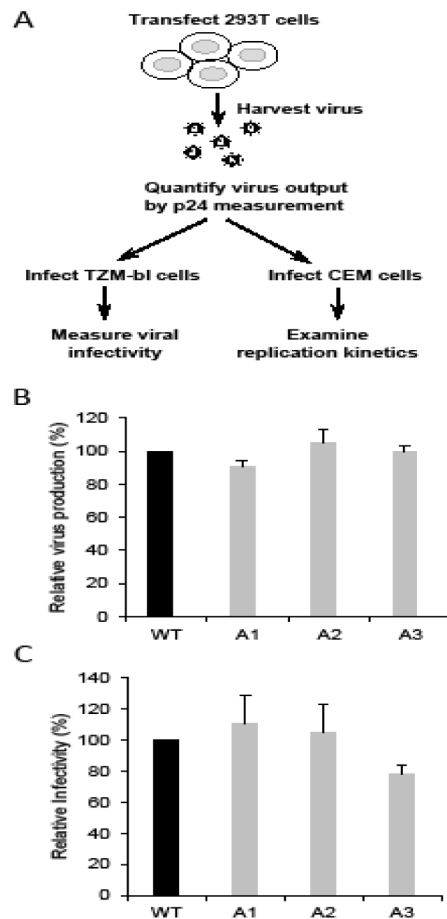 A
Transfect 293T cells
Harvest virus
Quantify virus output
by p24 measurement
Infect TZM-bl cells
Infect CEM cells
Measure viral
infectivity
Examine
replication kinetics
B
Relative virus production (%)
120
100
80
60
40
20
0
WT A1 A2 A3
C
Relative Infectivity (%)
140
120
100
80
60
40
20
0
WT A1 A2 A3